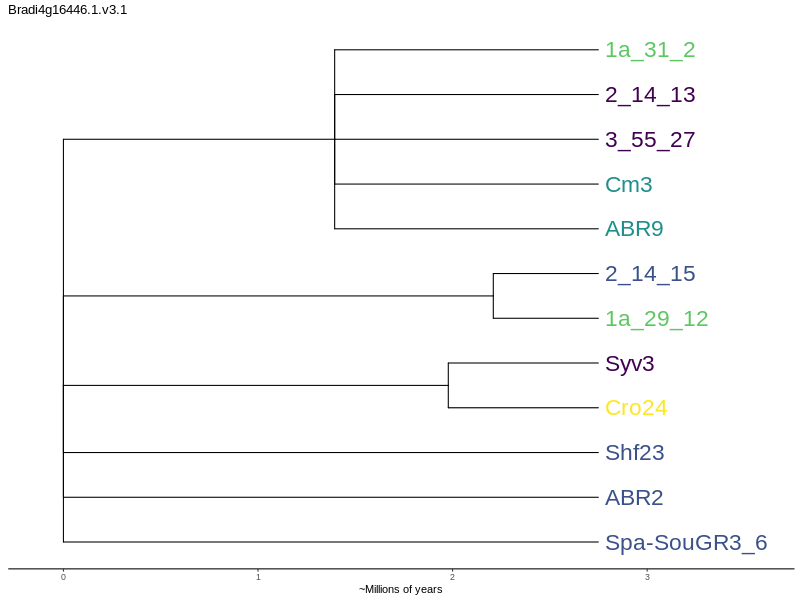 Bradi4g16446.1.v3.1
1a_31_2
2_14_13
3_55_27
Cm3
ABR9
2_14_15
1a_29_12
Syv3
Cro24
Shf23
ABR2
Spa-SouGR3_6
0 1 2 3
~Millions of years